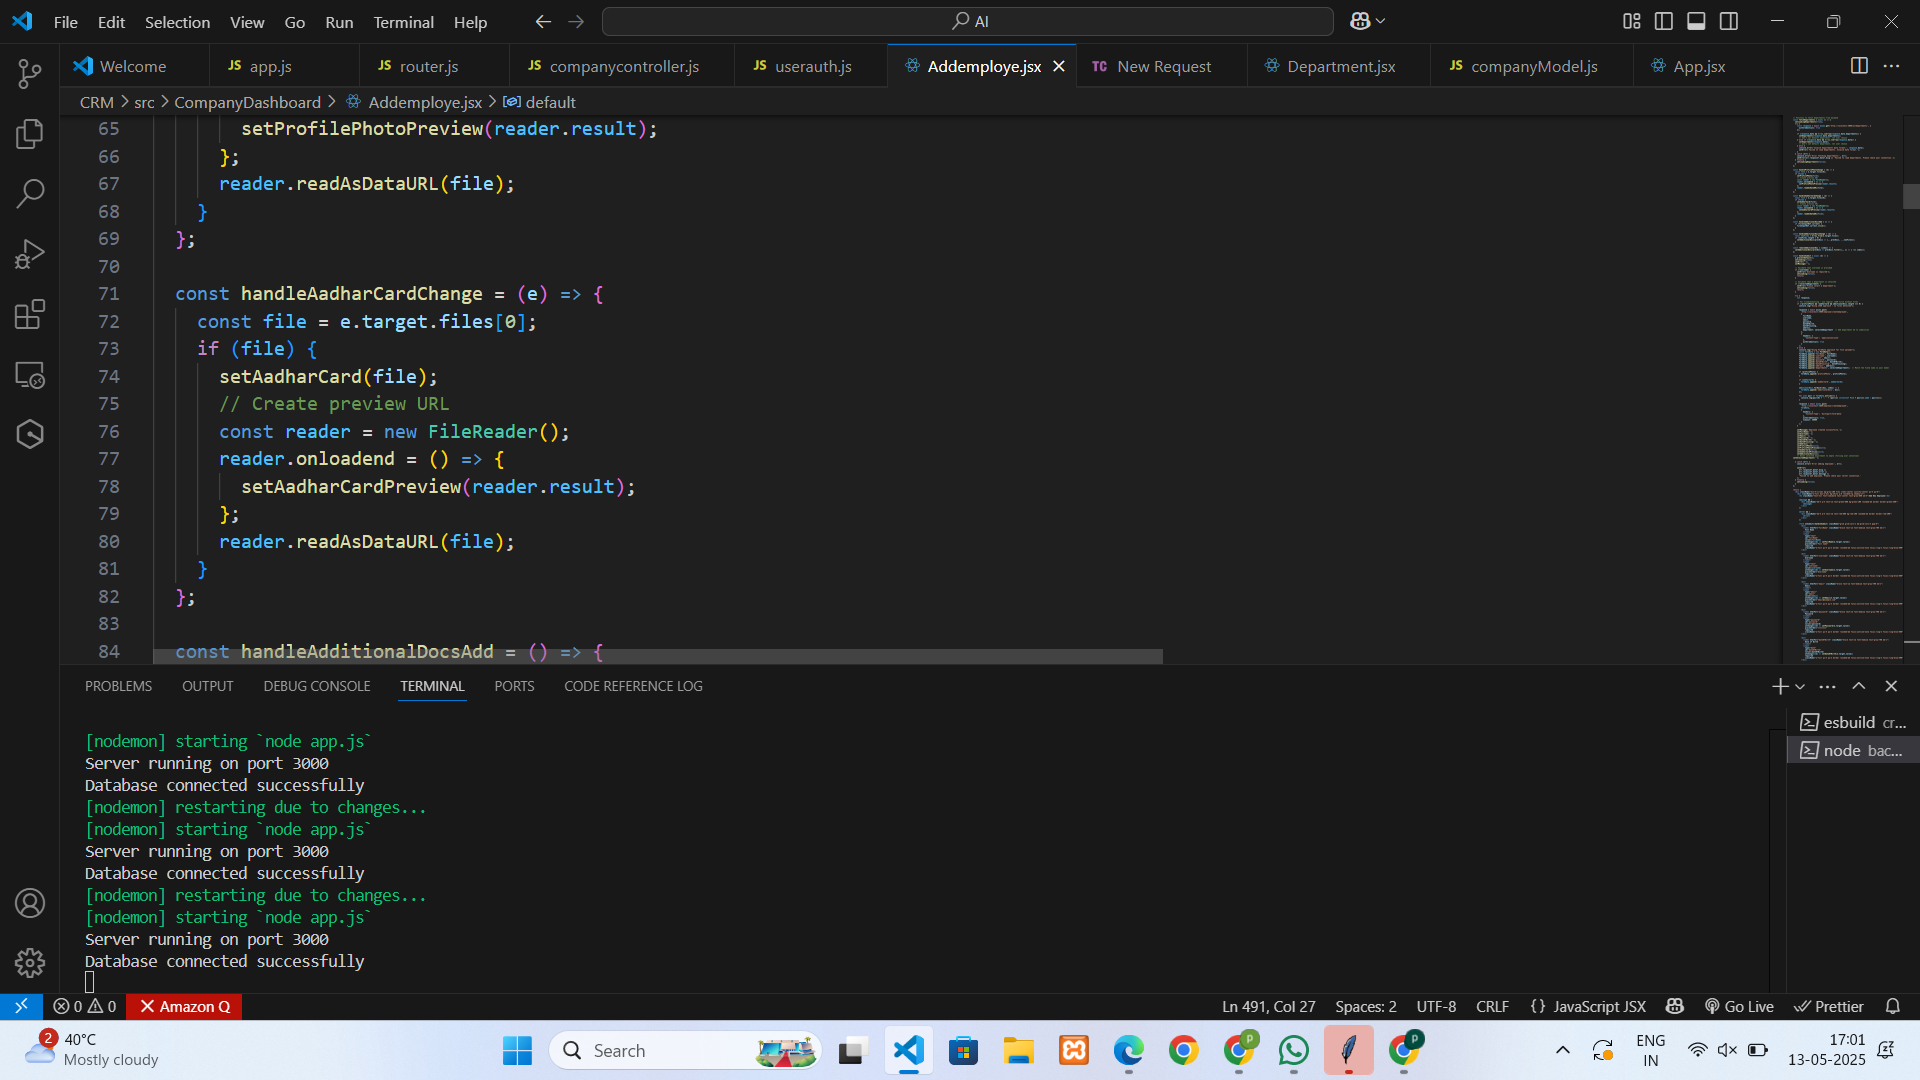 File Edit Selection View Go Run Terminal Help
AI
Welcome
JS app.js
JS router.js
JS companycontroller.js
JS userauth.js
Addemploye.jsx
TC New Request
Department.jsx
JS companyModel.js
App.jsx
CRM > src > CompanyDashboard > Addemploye.jsx > default
65 setProfilePhotoPreview(reader.result);
66 };
67 reader.readAsDataURL(file);
68 }
69 };
70
71 const handleAadharCardChange = (e) => {
72 const file = e.target.files[0];
73 if (file) {
74 setAadharCard(file);
75 // Create preview URL
76 const reader = new FileReader();
77 reader.onloadend = () => {
78 setAadharCardPreview(reader.result);
79 };
80 reader.readAsDataURL(file);
81 }
82 };
83
84 const handleAdditionalDocsAdd = () => {
PROBLEMS OUTPUT DEBUG CONSOLE TERMINAL PORTS CODE REFERENCE LOG
esbuild cr...
node bac...
[nodemon] starting `node app.js`
Server running on port 3000
Database connected successfully
[nodemon] restarting due to changes...
[nodemon] starting `node app.js`
Server running on port 3000
Database connected successfully
[nodemon] restarting due to changes...
[nodemon] starting `node app.js`
Server running on port 3000
Database connected successfully
0 0 Amazon Q Ln 491, Col 27 Spaces: 2 UTF-8 CRLF {} JavaScript JSX Go Live Prettier
2 40°C
Mostly cloudy
Search
P
P
ENG
IN
17:01
13-05-2025